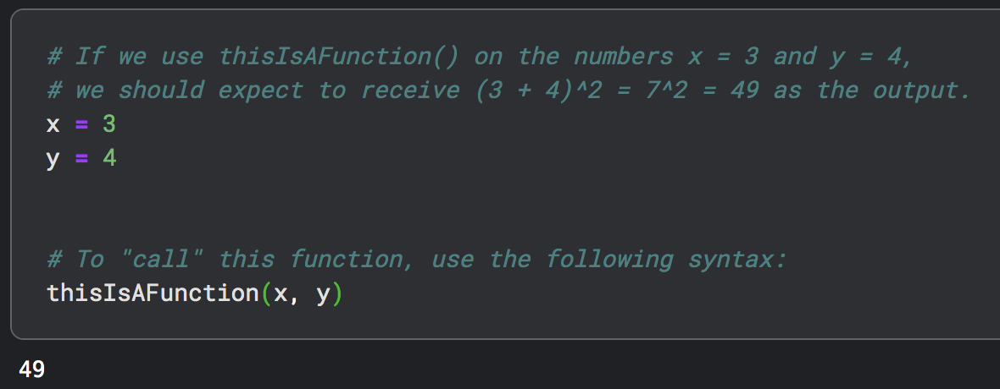 # If we use thisIsAFunction() on the numbers x = 3 and y = 4,
# we should expect to receive (3 + 4)^2 = 7^2 = 49 as the output.
x = 3
y = 4
# To "call" this function, use the following syntax:
thisIsAFunction(x, y)
49